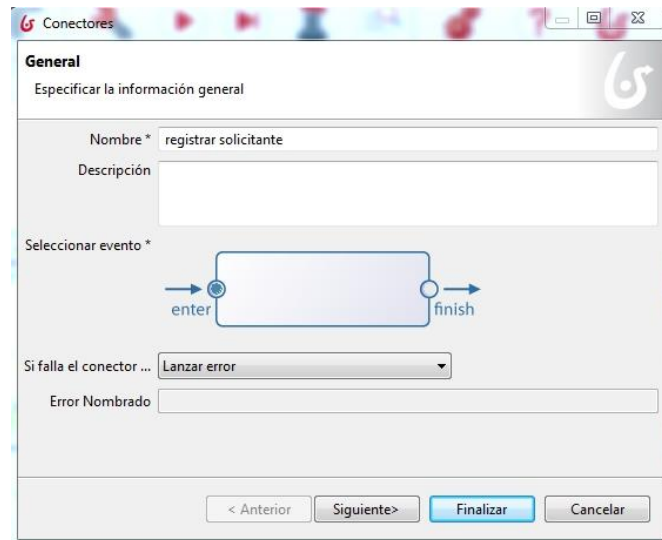 Conectores
General
Especificar la información general
Nombre * registrar solicitante
Descripción
Seleccionar evento *
enter
finish
Si falla el conector ... Lanzar error
Error Nombrado
< Anterior Siguiente> Finalizar Cancelar